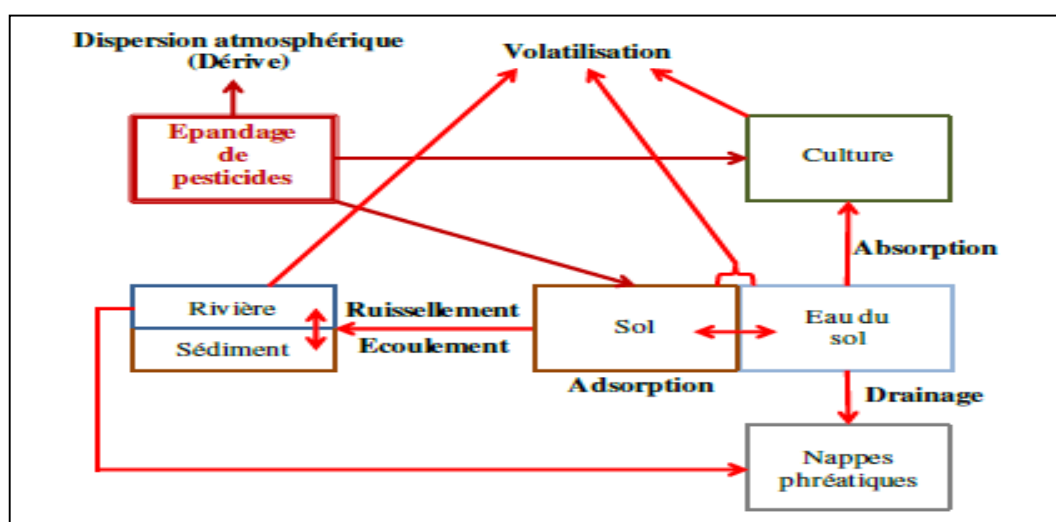 Dispersion atmosphérique
(Dérive)
Volatilisation
Epandage
de
pesticides
Culture
Absorption
Rivière
Sédiment
Ruissellement
Ecoulement
Sol
Eau du
sol
Adsorption
Drainage
Nappes
phréatiques